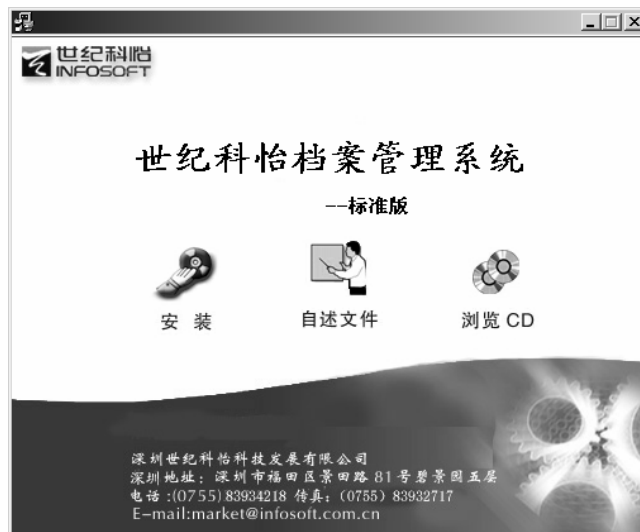 世纪科怡
INFOSOFT
世纪科怡档案管理系统
--标准版
安 装
自述文件
浏览 CD
深圳世纪科怡科技发展有限公司
深圳地址：深圳市福田区景田路 81 号碧景园五层
电话 :(0755) 83934218 传真：(0755) 83932717
E-mail:market@infosoft.com.cn